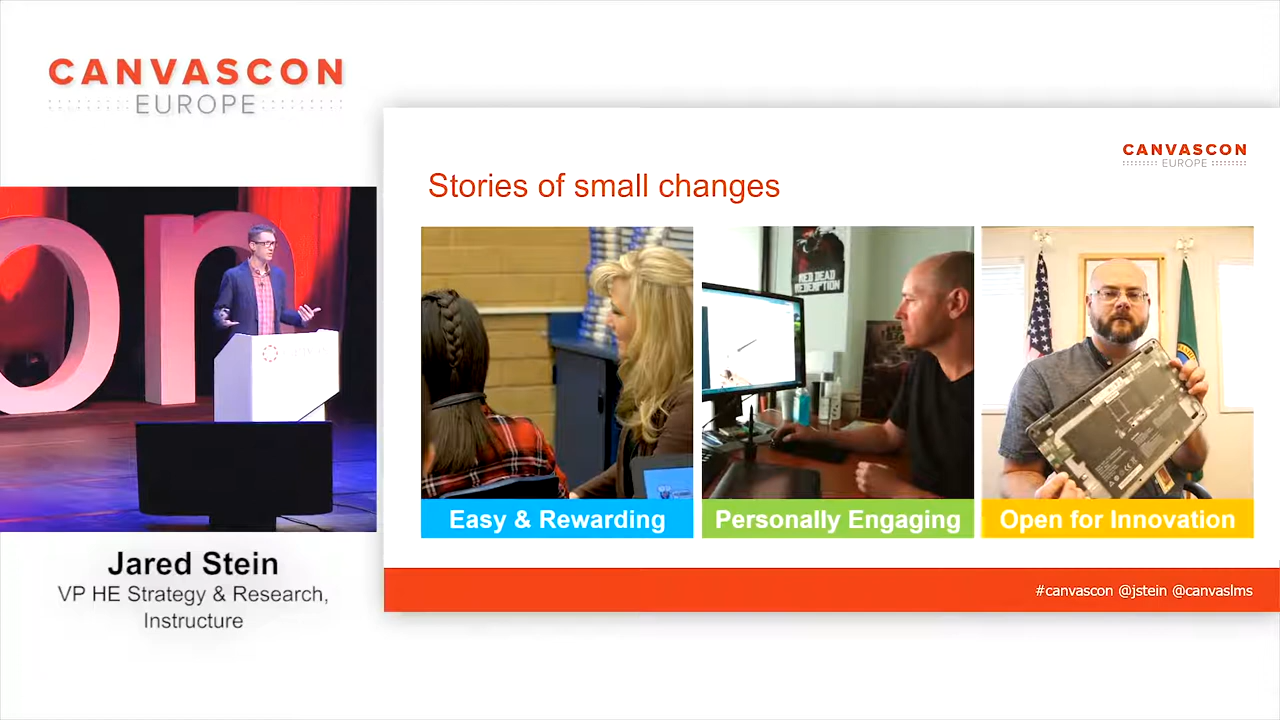 CANVASCON
EUROPE
CANVASCON
EUROPE
Stories of small changes
RED DEAD
REDEMPTION
Easy & Rewarding
Personally Engaging
Open for Innovation
#canvascon @jstein @canvaslms
on
Jared Stein
VP HE Strategy & Research,
Instructure